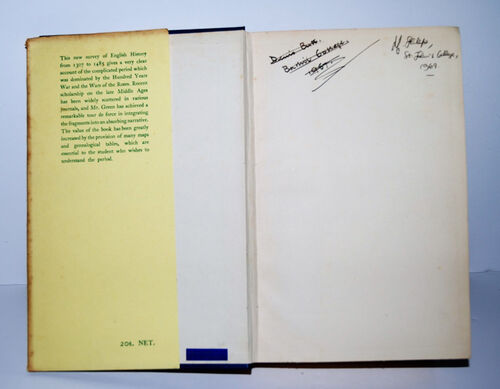 This new survey of English History
from 1307 to 1485 gives a very clear
account of the complicated period which
was dominated by the Hundred Years
War and the Wars of the Roses. Recent
scholarship on the late Middle Ages
has been widely scattered in various
journals, and Mr. Green has achieved a
remarkable tour de force in integrating
the fragments into an absorbing narrative.
The value of the book has been greatly
increased by the provision of many maps
and genealogical tables, which are
essential to the student who wishes to
understand the period.
20s. NET.
St. John's College,
1969